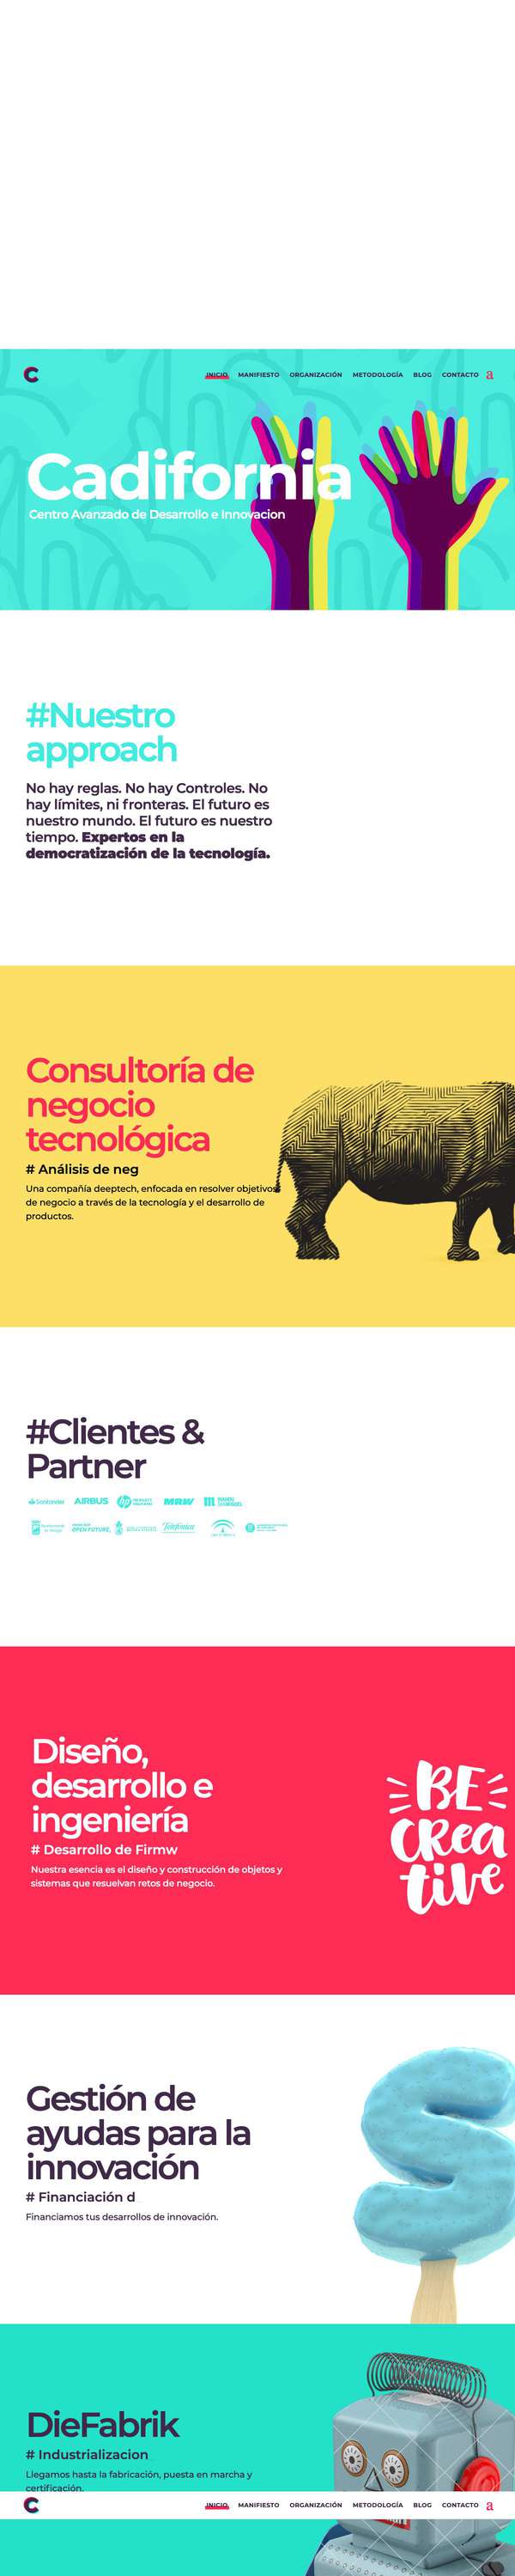 C
INICIO MANIFIESTO ORGANIZACIÓN METODOLOGÍA BLOG CONTACTO a
Cadifornia
Centro Avanzado de Desarrollo e Innovacion
#Nuestro
approach
No hay reglas. No hay Controles. No
hay límites, ni fronteras. El futuro es
nuestro mundo. El futuro es nuestro
tiempo. Expertos en la
democratización de la tecnología.
Consultoría de
negocio
tecnológica
# Análisis de neg
Una compañía deeptech, enfocada en resolver objetivos
de negocio a través de la tecnología y el desarrollo de
productos.
#Clientes &
Partner
Santander AIRBUS hp MRW
OPEN FUTURE_ Telefónica
Diseño,
desarrollo e
ingeniería
# Desarrollo de Firmw
Nuestra esencia es el diseño y construcción de objetos y
sistemas que resuelvan retos de negocio.
BE
CRea
tive
Gestión de
ayudas para la
innovación
# Financiación d
Financiamos tus desarrollos de innovación.
DieFabrik
# Industrializacion
Llegamos hasta la fabricación, puesta en marcha y
certificación.
C
INICIO MANIFIESTO ORGANIZACIÓN METODOLOGÍA BLOG CONTACTO a